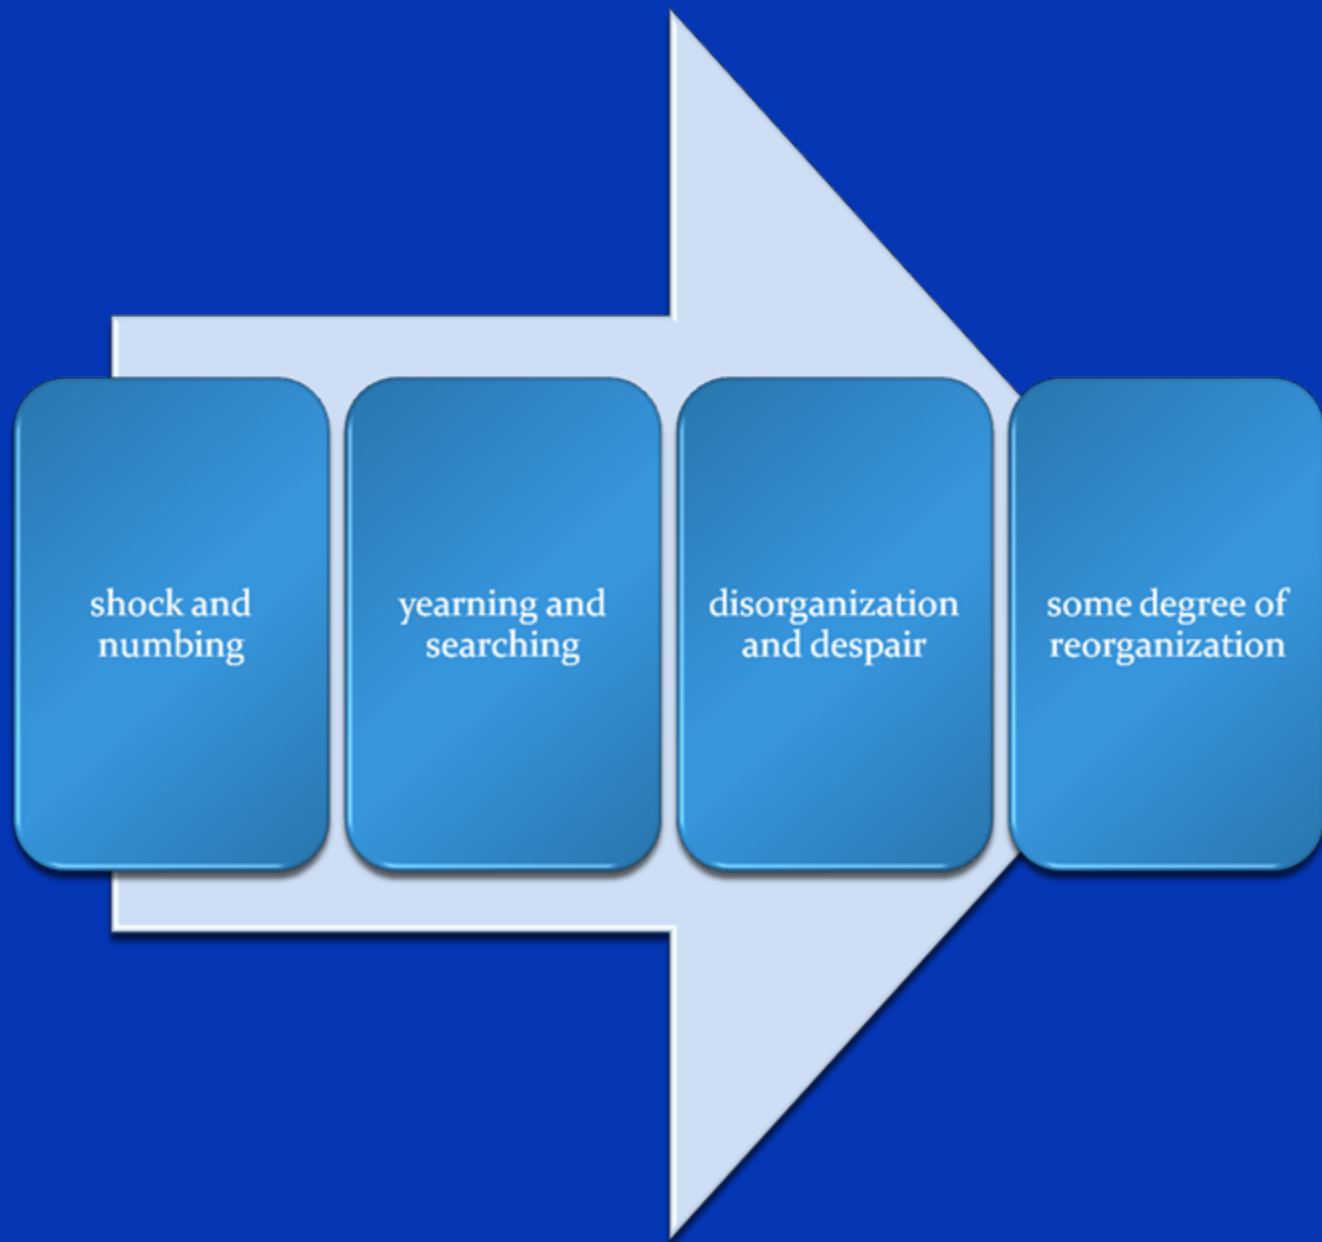 shock and
numbing
yearning and
searching
disorganization
and despair
some degree of
reorganization